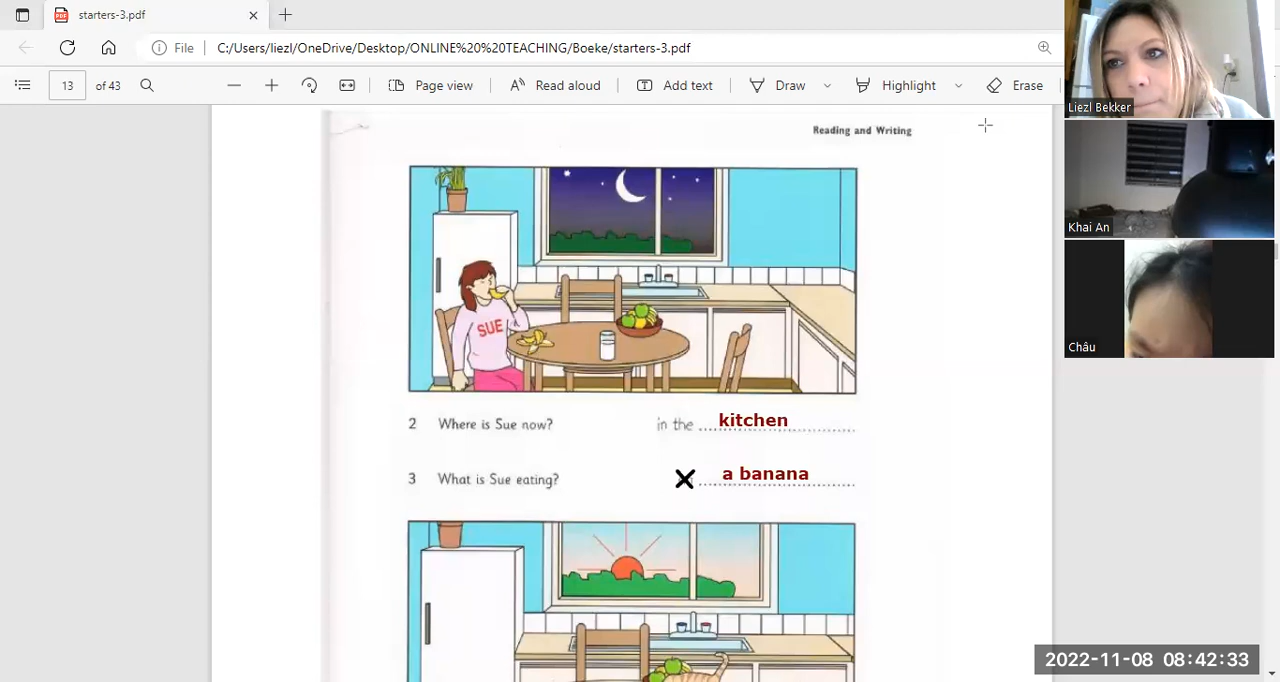 starters-3.pdf
File
C:/Users/liezl/OneDrive/Desktop/ONLINE%20%20TEACHING/Boeke/starters-3.pdf
13 of 43
Page view
Read aloud
Add text
Draw
Highlight
Erase
Liezl Bekker
Khai An
Châu
Reading and Writing
SUE
2 Where is Sue now? in the kitchen
3 What is Sue eating? a banana
2022-11-08 08:42:33